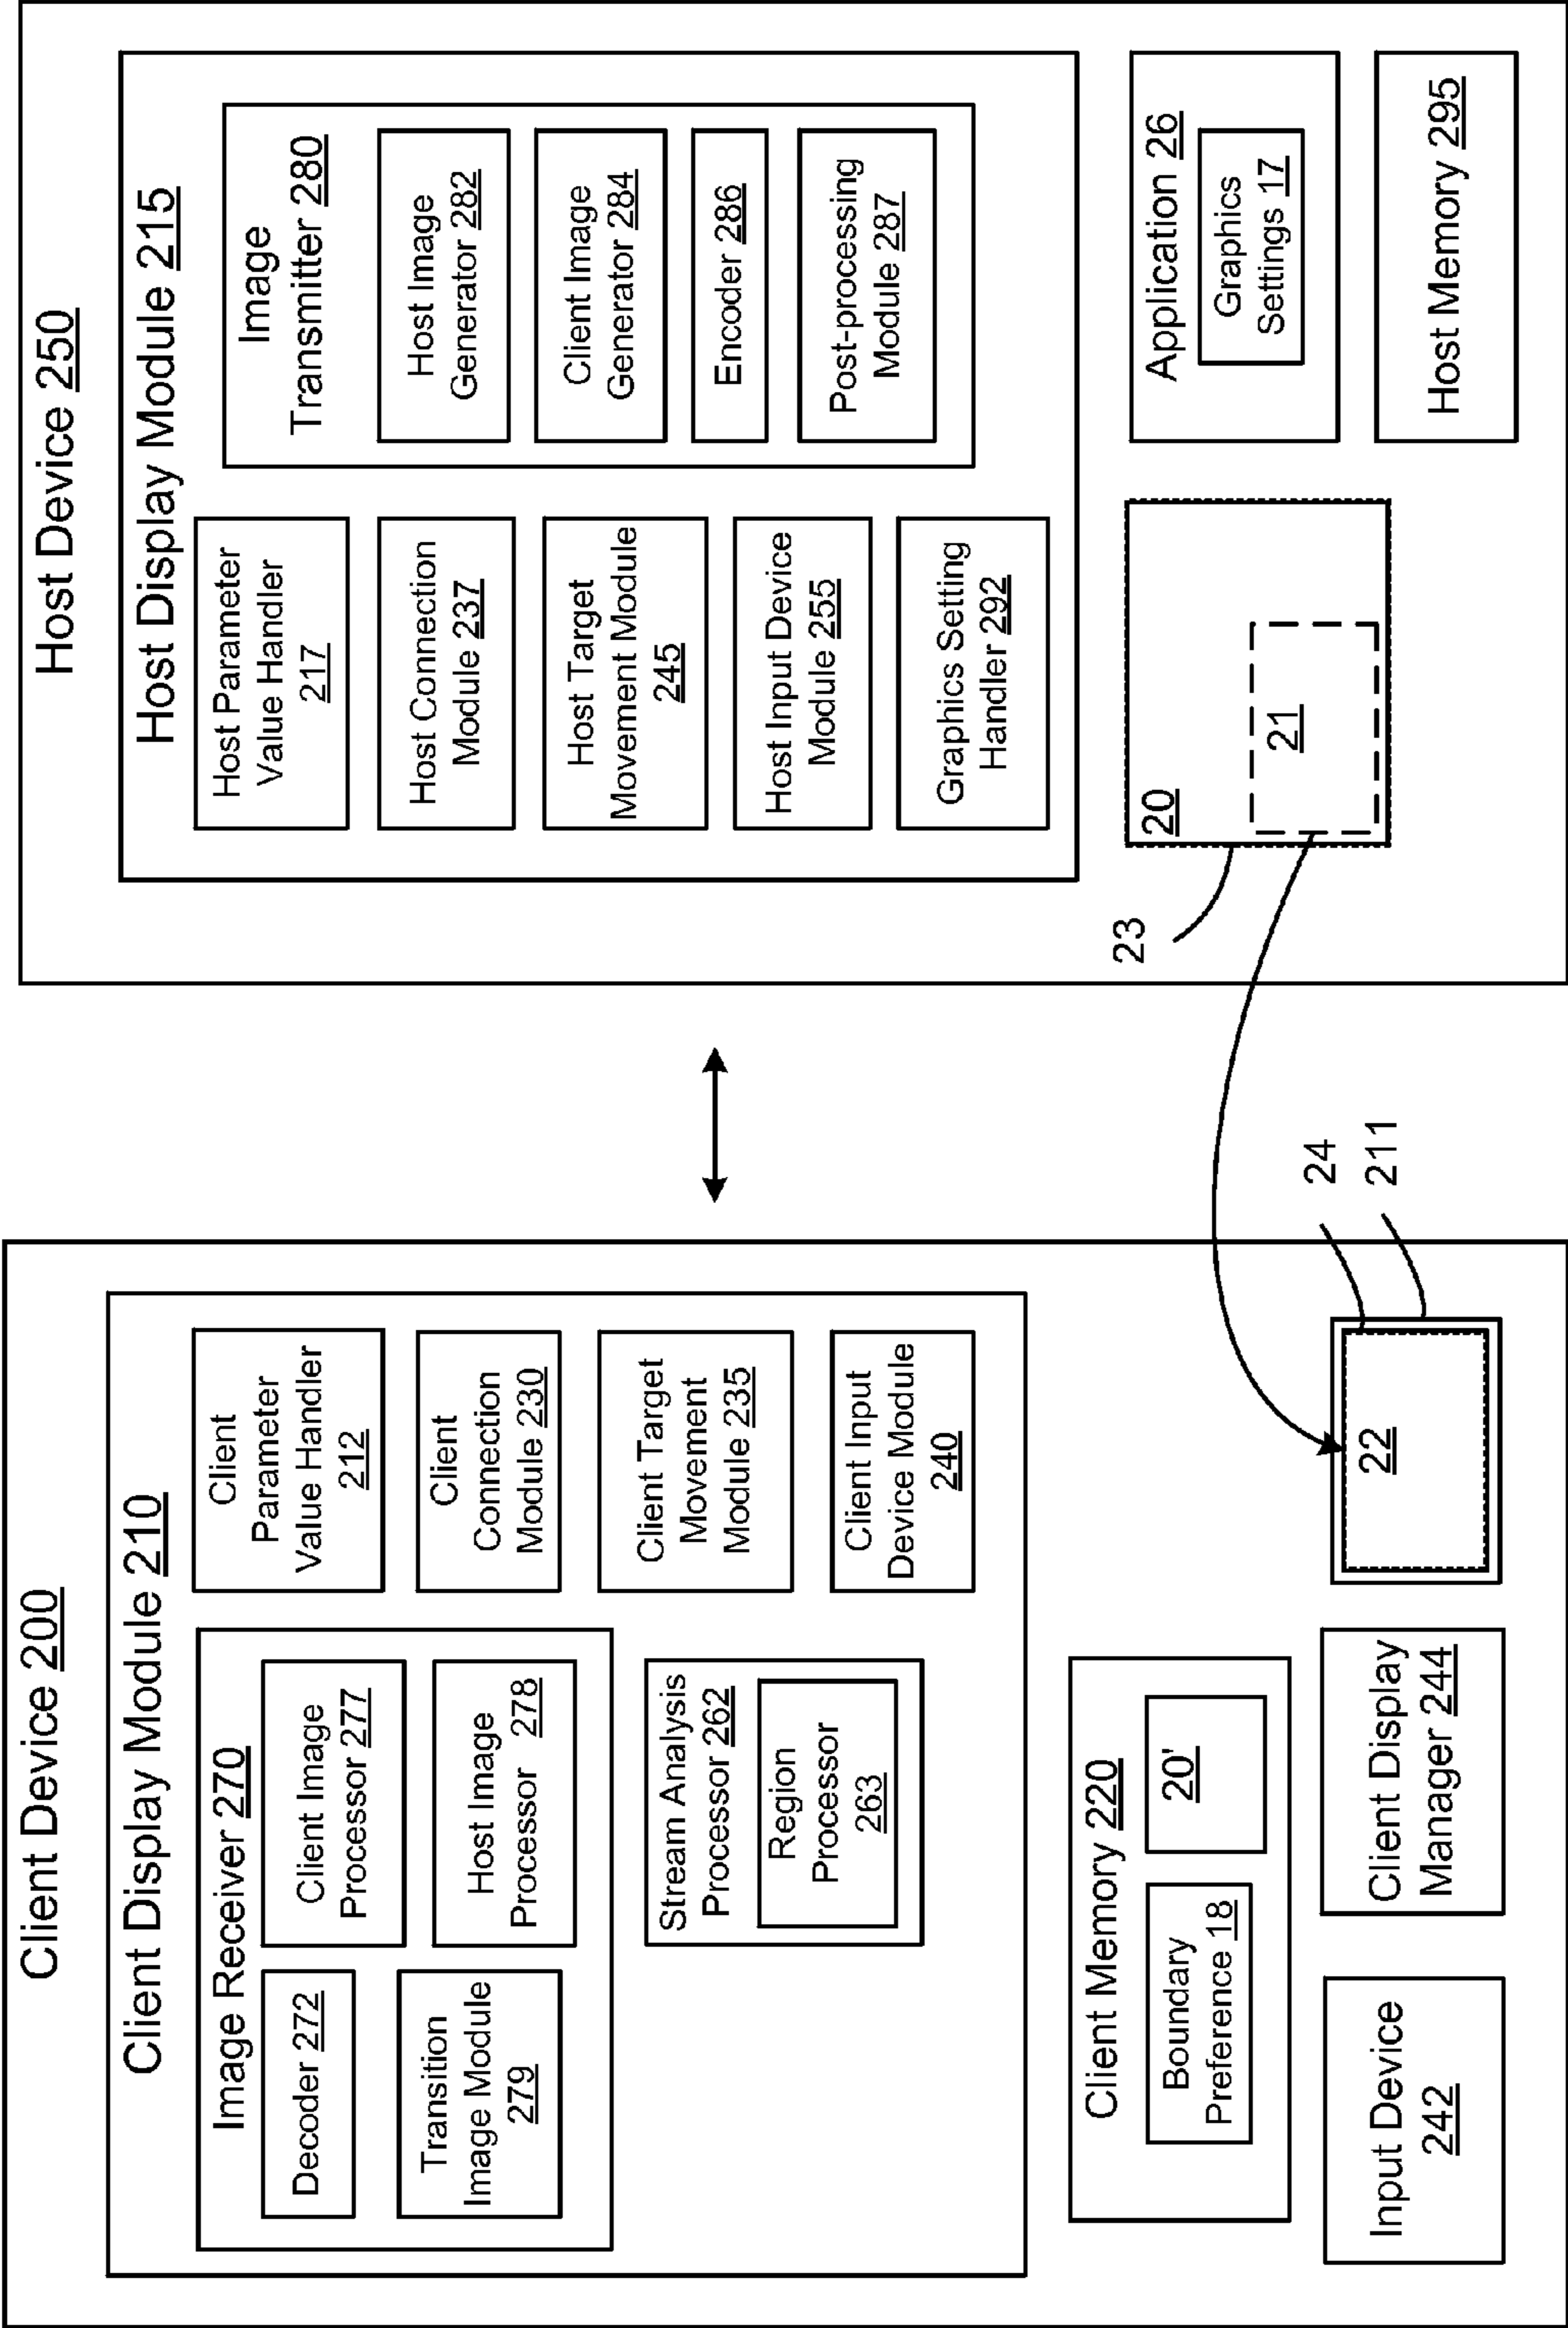 Client Device 200
Client Display Module 210
Image Receiver 270
Decoder 272
Transition
Image Module
279
Client Image
Processor 277
Host Image
Processor 278
Stream Analysis
Processor 262
Region
Processor
263
Client
Parameter
Value Handler
212
Client
Connection
Module 230
Client Target
Movement
Module 235
Client Input
Device Module
240
Client Memory 220
Boundary
Preference 18
20'
Input Device
242
Client Display
Manager 244
22
24
211
Host Device 250
Host Display Module 215
Host Parameter
Value Handler
217
Host Connection
Module 237
Host Target
Movement Module
245
Host Input Device
Module 255
Graphics Setting
Handler 292
Image
Transmitter 280
Host Image
Generator 282
Client Image
Generator 284
Encoder 286
Post-processing
Module 287
23
20
21
Application 26
Graphics
Settings 17
Host Memory 295